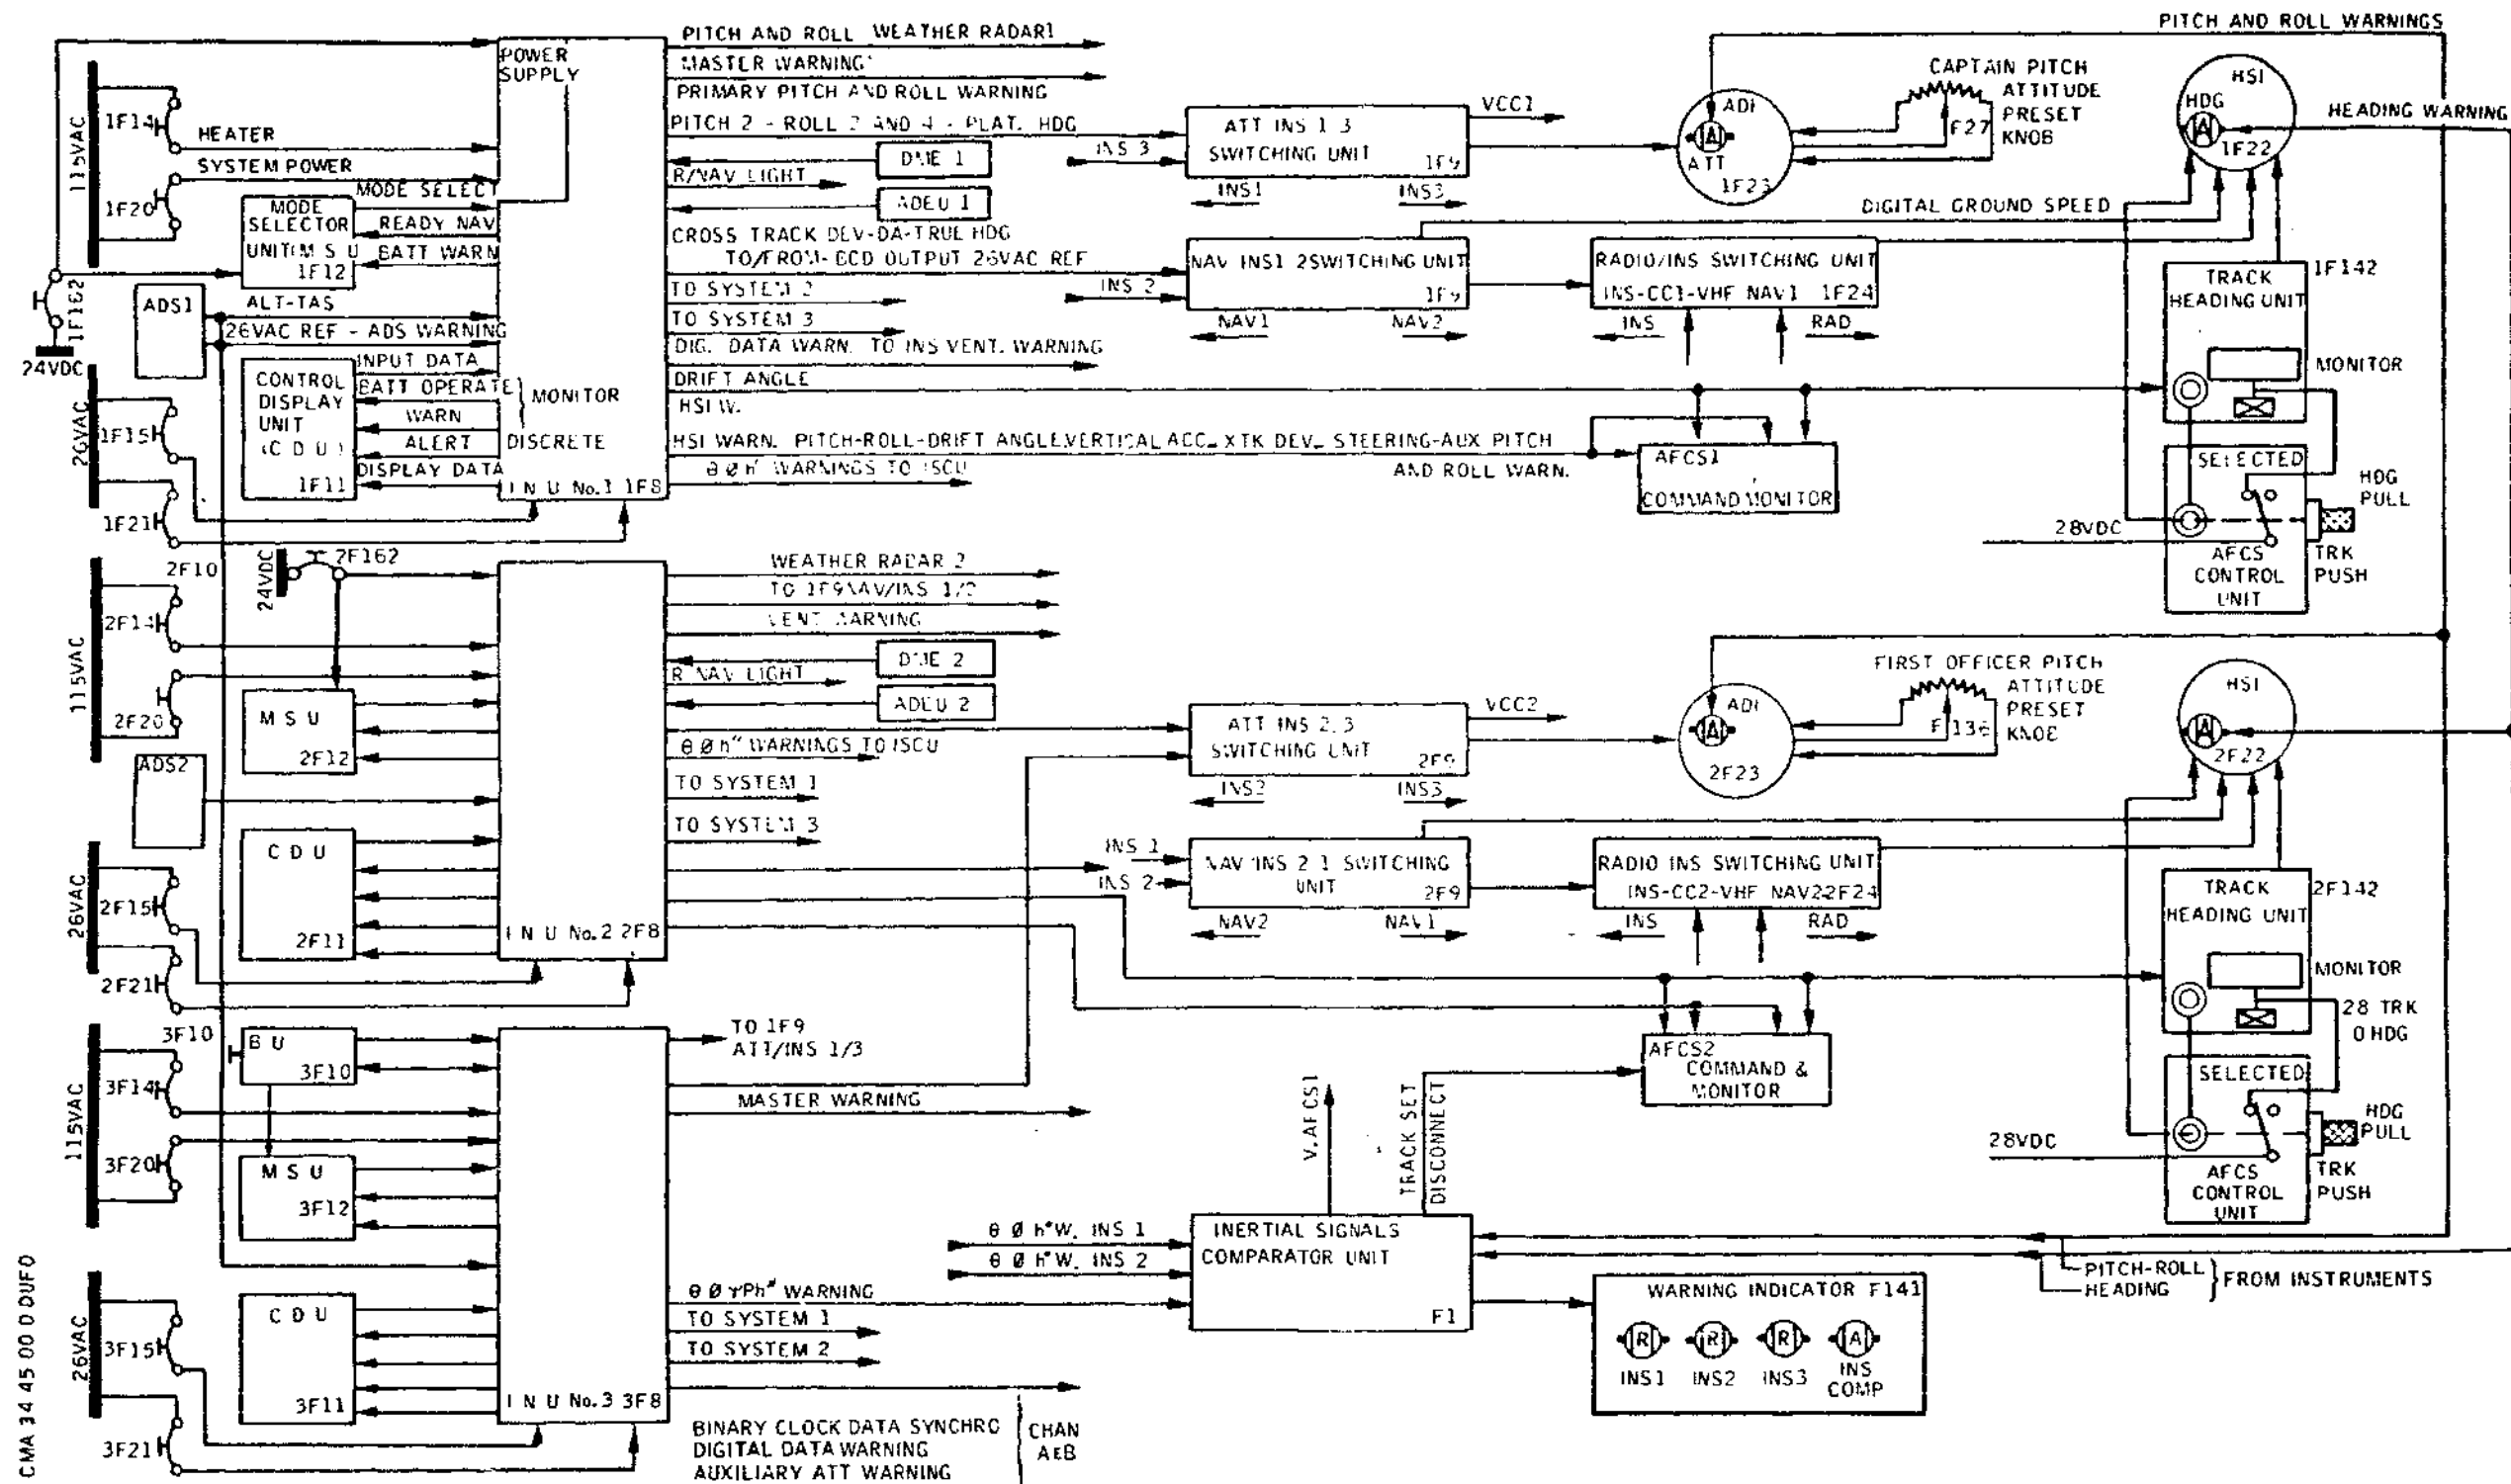 PITCH AND ROLL WARNINGS
PITCH AND ROLL WEATHER RADAR1
MASTER WARNING
PRIMARY PITCH AND ROLL WARNING
PITCH 2 - ROLL 2 AND 4 - PLAT. HDG
POWER
SUPPLY
115VAC
1F14
HEATER
SYSTEM POWER
1F20
MODE SELECT
MODE
SELECTOR
UNIT(M S U
1F12
READY NAV
BATT WARN
1F162
24VDC
ADS1
ALT-TAS
26VAC REF - ADS WARNING
INPUT DATA
CONTROL
DISPLAY
UNIT
(C D U)
1F11
BATT OPERATE
WARN
ALERT
DISPLAY DATA
MONITOR
DISCRETE
26VAC
1F15
1F21
I N U No.1 1F8
DME 1
R/NAV LIGHT
ADEU 1
CROSS TRACK DEV-DA-TRUE HDG
TO/FROM-BCD OUTPUT 26VAC REF
TO SYSTEM 2
TO SYSTEM 3
DIG. DATA WARN. TO INS VENT. WARNING
DRIFT ANGLE
HSI W.
HSI WARN. PITCH-ROLL-DRIFT ANGLE.VERTICAL ACC_ XTK DEV_ STEERING-AUX PITCH
AND ROLL WARN.
θ Ø h" WARNINGS TO ISCU
INS 3
ATT INS 1 3
SWITCHING UNIT
1F9
INS1
INS3
VCC1
ADI
A
ATT
1F23
CAPTAIN PITCH
ATTITUDE
PRESET
KNOB
F27
HSI
HDG
A
1F22
HEADING WARNING
DIGITAL GROUND SPEED
INS 2
NAV INS1 2SWITCHING UNIT
1F9
NAV1
NAV2
RADIO/INS SWITCHING UNIT
INS-CC1-VHF NAV1 1F24
INS
RAD
TRACK
HEADING UNIT
1F142
MONITOR
AFCS1
COMMAND MONITOR
SELECTED
HDG
PULL
28VDC
AFCS
CONTROL
UNIT
TRK
PUSH
2F10
24VDC
2F162
115VAC
2F14
2F20
M S U
2F12
ADS2
C D U
2F11
26VAC
2F15
2F21
I N U No.2 2F8
WEATHER RADAR 2
TO 1F9NAV/INS 1/2
VENT WARNING
DME 2
R NAV LIGHT
ADEU 2
θ Ø h" WARNINGS TO ISCU
TO SYSTEM 1
TO SYSTEM 3
ATT INS 2.3
SWITCHING UNIT
2F9
INS2
INS3
VCC2
ADI
A
2F23
FIRST OFFICER PITCH
ATTITUDE
PRESET
KNOB
F136
HSI
A
2F22
INS 1
INS 2
NAV INS 2 1 SWITCHING
UNIT
2F9
NAV2
NAV1
RADIO INS SWITCHING UNIT
INS-CC2-VHF NAV2 2F24
INS
RAD
TRACK
HEADING UNIT
2F142
MONITOR
28 TRK
0 HDG
AFCS2
COMMAND &
MONITOR
SELECTED
HDG
PULL
28VDC
AFCS
CONTROL
UNIT
TRK
PUSH
3F10
B U
3F10
115VAC
3F14
3F20
M S U
3F12
C D U
3F11
26VAC
3F15
3F21
I N U No.3 3F8
TO 1F9
ATT/INS 1/3
MASTER WARNING
θ Ø γPh" WARNING
TO SYSTEM 1
TO SYSTEM 2
BINARY CLOCK DATA SYNCHRO
DIGITAL DATA WARNING
AUXILIARY ATT WARNING
CHAN
A&B
V.AFCS1
TRACK SET
DISCONNECT
θ Ø h"W. INS 1
θ Ø h"W. INS 2
INERTIAL SIGNALS
COMPARATOR UNIT
F1
PITCH-ROLL
HEADING
FROM INSTRUMENTS
WARNING INDICATOR F141
R R R A
INS1 INS2 INS3 INS
COMP
CMA 34 45 00 0 DUF0